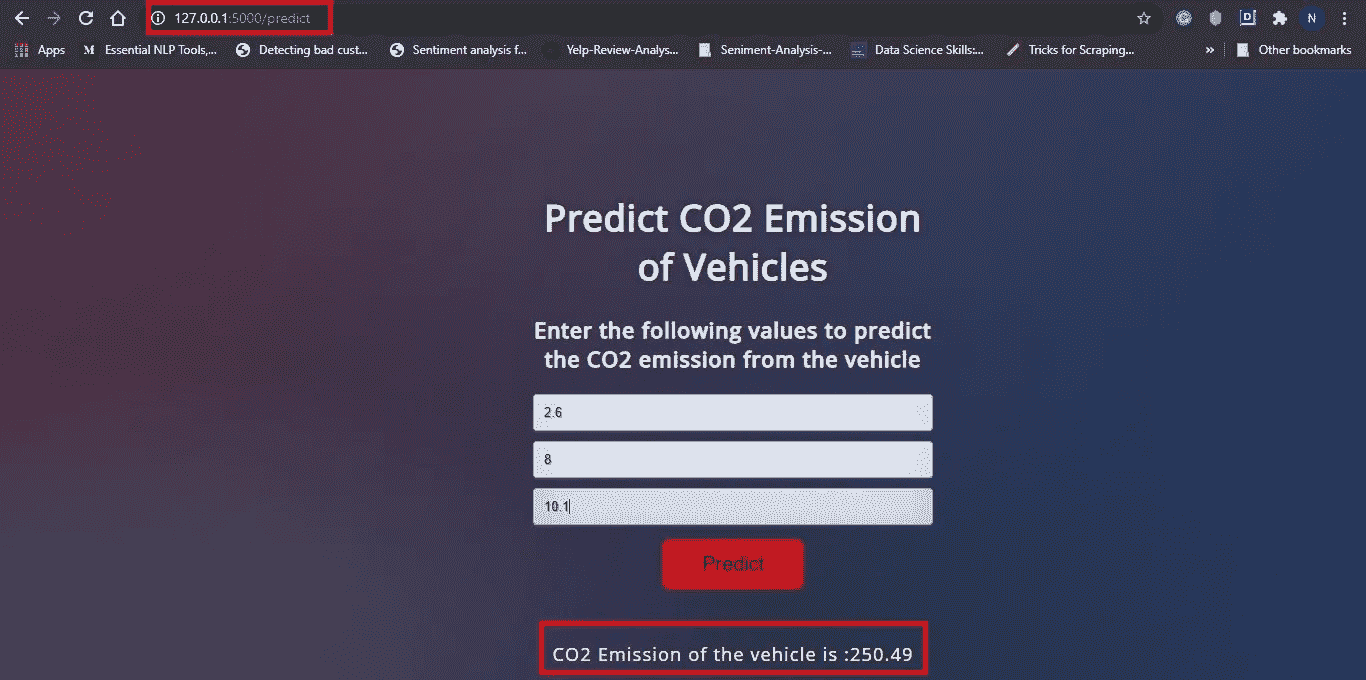 127.0.0.1:5000/predict
N
Apps M Essential NLP Tools,... Detecting bad cust... Sentiment analysis f... Yelp-Review-Analys... Seniment-Analysis-... Data Science Skills:... Tricks for Scraping... » Other bookmarks
Predict CO2 Emission
of Vehicles
Enter the following values to predict
the CO2 emission from the vehicle
2.6
8
10.1
Predict
CO2 Emission of the vehicle is :250.49